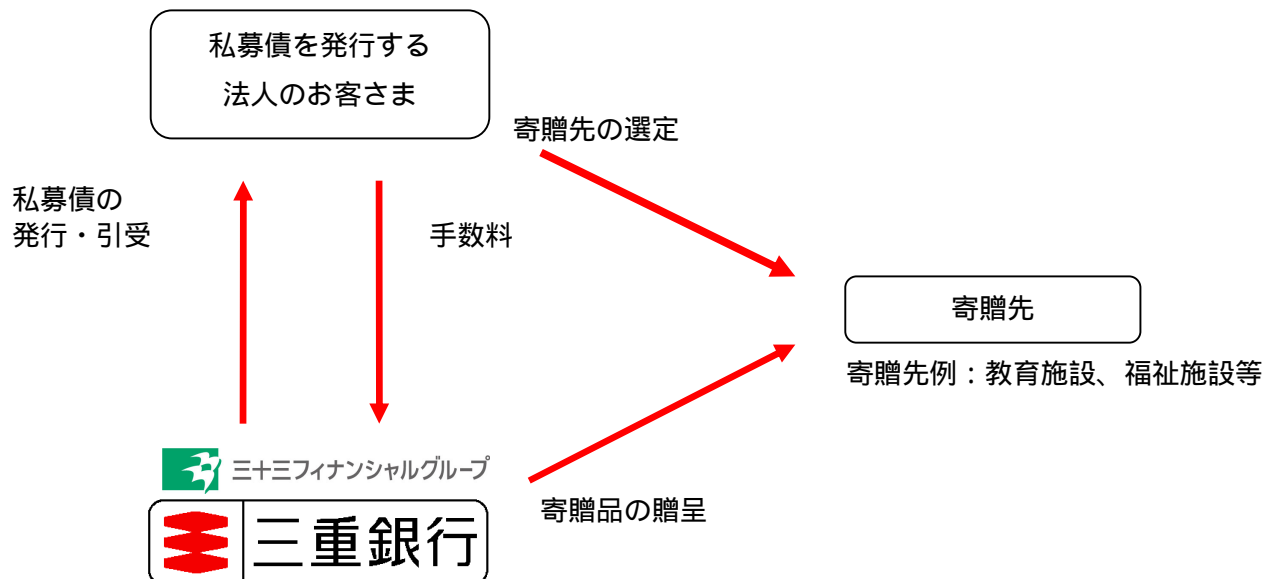 私募債を発行する
法人のお客さま
寄贈先の選定
私募債の
発行・引受
手数料
寄贈先
寄贈先例：教育施設、福祉施設等
三十三フィナンシャルグループ
寄贈品の贈呈
三重銀行